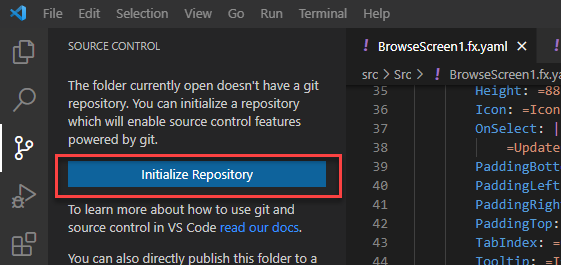 File Edit Selection View Go Run Terminal Help
SOURCE CONTROL
The folder currently open doesn't have a git
repository. You can initialize a repository
which will enable source control features
powered by git.
Initialize Repository
To learn more about how to use git and
source control in VS Code read our docs.
You can also directly publish this folder to a
! BrowseScreen1.fx.yaml ×
src > Src > ! BrowseScreen1.fx.yaml
35 Height: =88
36 Icon: =Icon
37 OnSelect: |
38 =Update
39 PaddingBott
40 PaddingLeft
41 PaddingRigh
42 PaddingTop:
43 TabIndex: =
44 Tooltip: =I